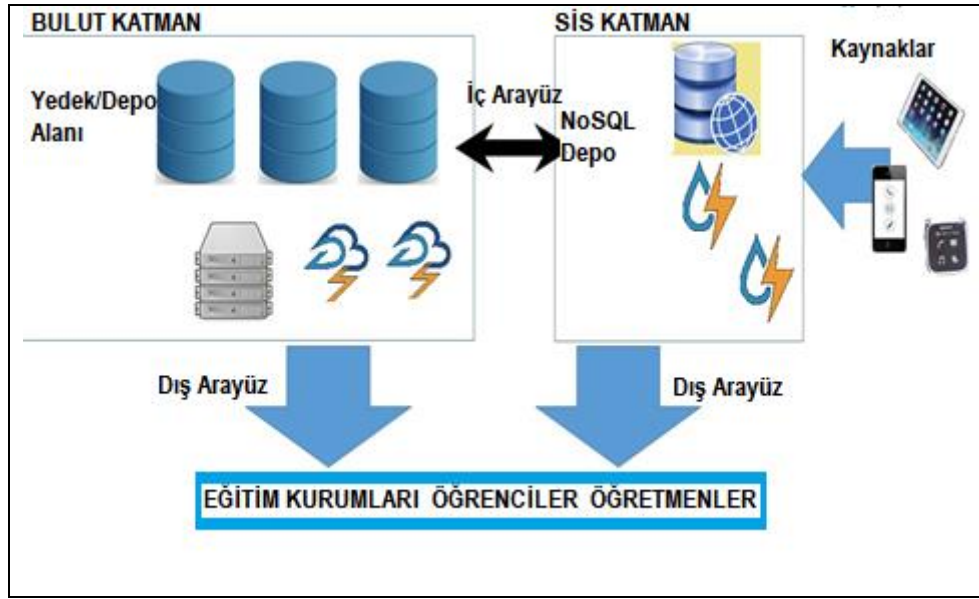 BULUT KATMAN
SİS KATMAN
Kaynaklar
Yedek/Depo
Alanı
İç Arayüz
NoSQL
Depo
Dış Arayüz
Dış Arayüz
EĞİTİM KURUMLARI ÖĞRENCİLER ÖĞRETMENLER